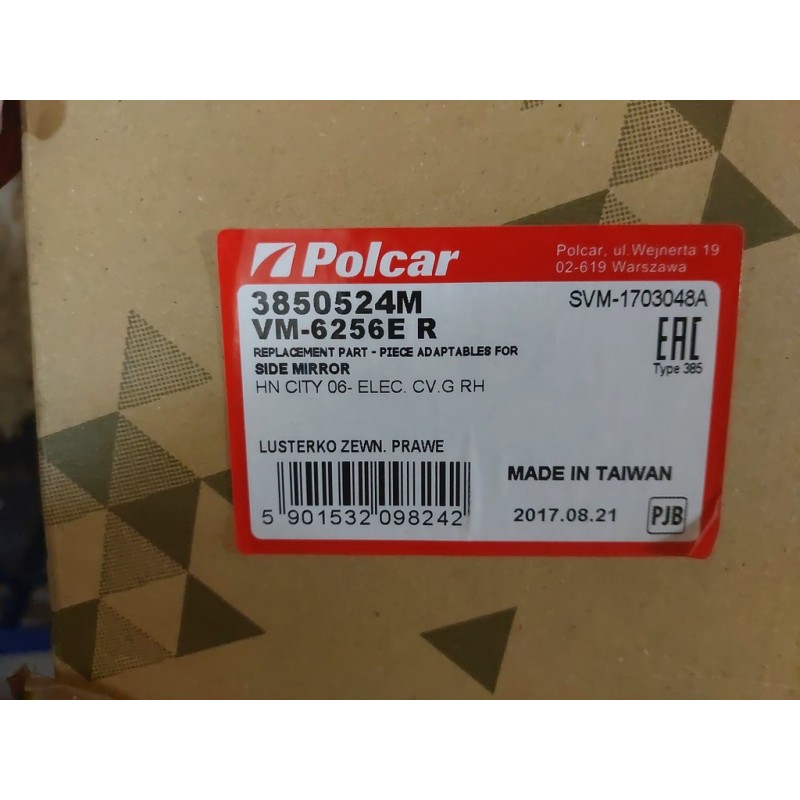 Polcar
Polcar, ul.Wejnerta 19
02-619 Warszawa
3850524M
SVM-1703048A
VM-6256E R
REPLACEMENT PART - PIECE ADAPTABLES FOR
EAC
SIDE MIRROR
Type 385
HN CITY 06- ELEC. CV.G RH
LUSTERKO ZEWN. PRAWE
MADE IN TAIWAN
5 901532 098242
2017.08.21
PJB